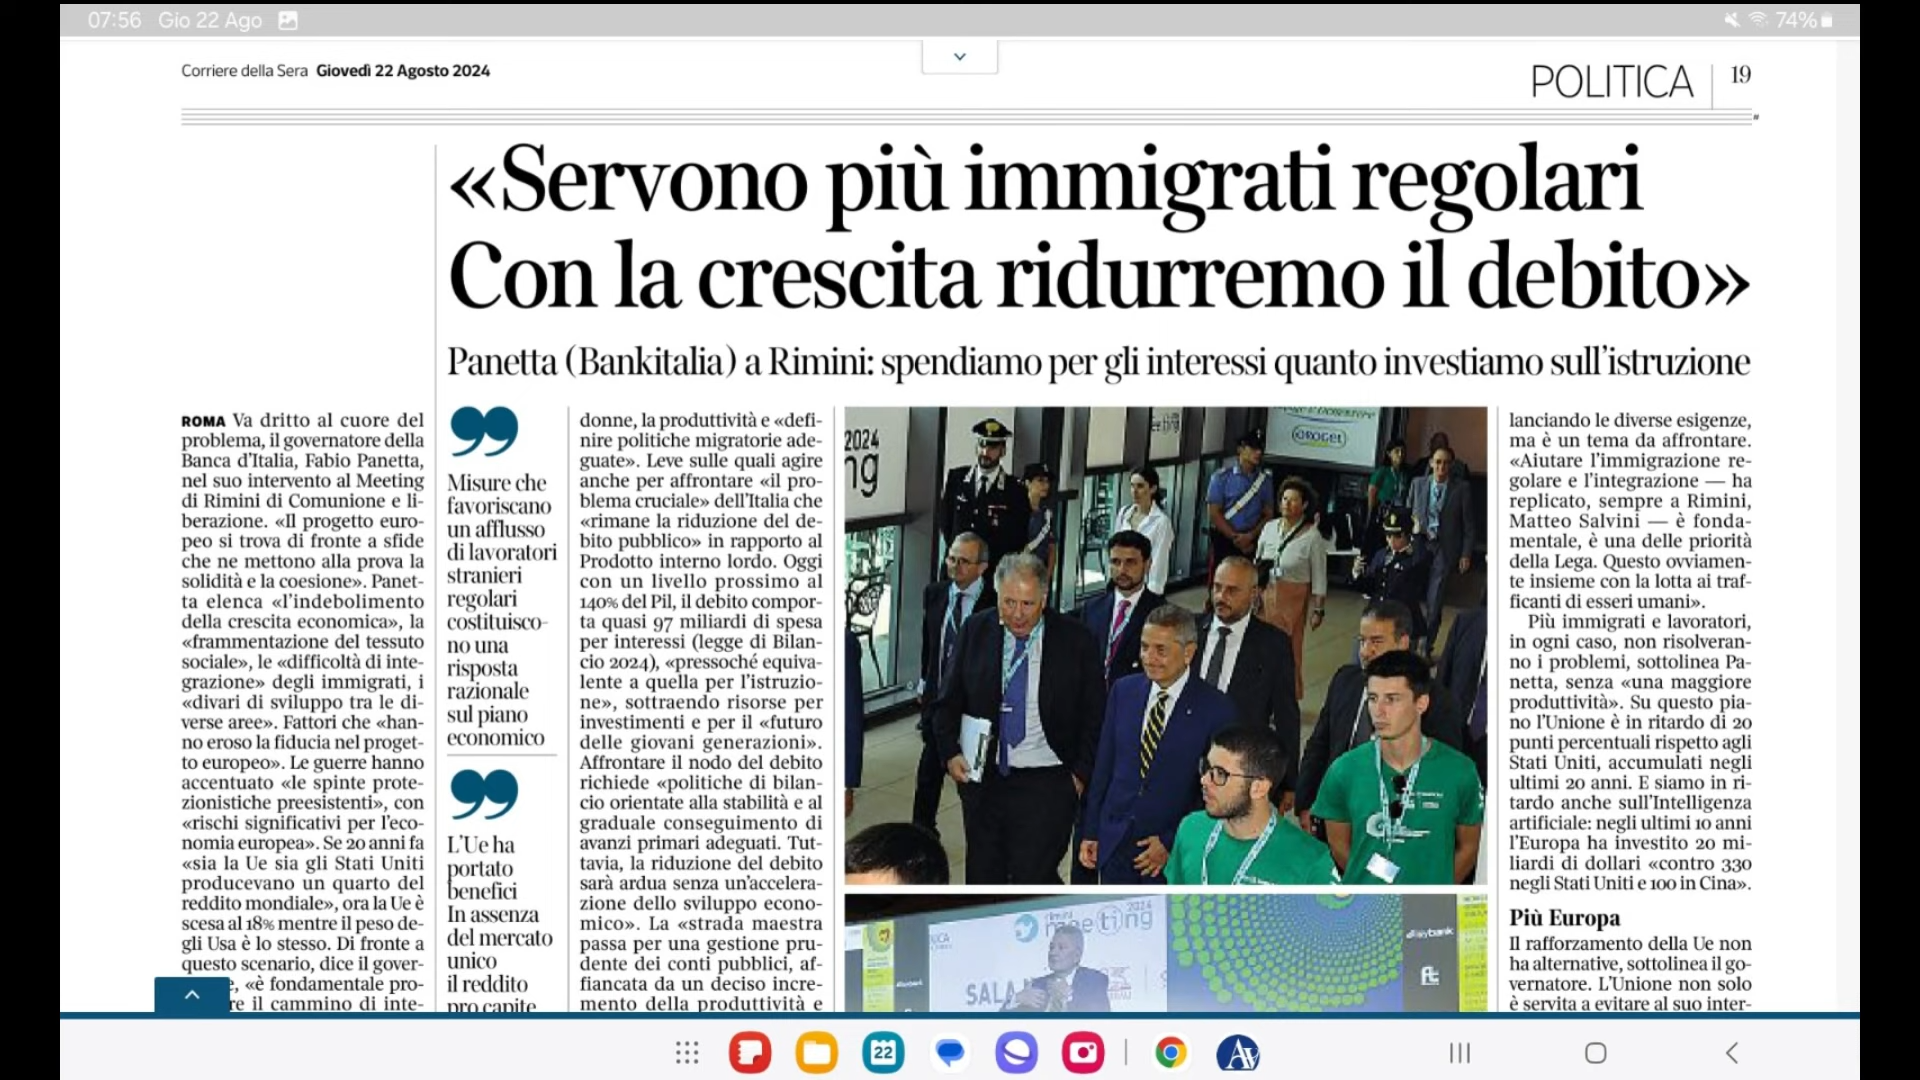 07:56 Gio 22 Ago
74%
Corriere della Sera Giovedì 22 Agosto 2024
POLITICA
19
«Servono più immigrati regolari
Con la crescita ridurremo il debito»
Panetta (Bankitalia) a Rimini: spendiamo per gli interessi quanto investiamo sull'istruzione
ROMA Va dritto al cuore del
problema, il governatore della
Banca d'Italia, Fabio Panetta,
nel suo intervento al Meeting
di Rimini di Comunione e li-
berazione. «Il progetto euro-
peo si trova di fronte a sfide
che ne mettono alla prova la
solidità e la coesione». Panet-
ta elenca «l'indebolimento
della crescita economica», la
«frammentazione del tessuto
sociale», le «difficoltà di inte-
grazione» degli immigrati, i
«divari di sviluppo tra le di-
verse aree». Fattori che «han-
no eroso la fiducia nel proget-
to europeo». Le guerre hanno
accentuato «le spinte prote-
zionistiche preesistenti», con
«rischi significativi per l'eco-
nomia europea». Se 20 anni fa
«sia la Ue sia gli Stati Uniti
producevano un quarto del
reddito mondiale», ora la Ue è
scesa al 18% mentre il peso de-
gli Usa è lo stesso. Di fronte a
questo scenario, dice il gover-
e, «è fondamentale pro-
re il cammino di inte-
Misure che
favoriscano
un afflusso
di lavoratori
stranieri
regolari
costituisco-
no una
risposta
razionale
sul piano
economico
L'Ue ha
portato
benefici
In assenza
del mercato
unico
il reddito
pro capite
donne, la produttività e «defi-
nire politiche migratorie ade-
guate». Leve sulle quali agire
anche per affrontare «il pro-
blema cruciale» dell'Italia che
«rimane la riduzione del de-
bito pubblico» in rapporto al
Prodotto interno lordo. Oggi
con un livello prossimo al
140% del Pil, il debito compor-
ta quasi 97 miliardi di spesa
per interessi (legge di Bilan-
cio 2024), «pressoché equiva-
lente a quella per l'istruzio-
ne», sottraendo risorse per
investimenti e per il «futuro
delle giovani generazioni».
Affrontare il nodo del debito
richiede «politiche di bilan-
cio orientate alla stabilità e al
graduale conseguimento di
avanzi primari adeguati. Tut-
tavia, la riduzione del debito
sarà ardua senza un'accelera-
zione dello sviluppo econo-
mico». La «strada maestra
passa per una gestione pru-
dente dei conti pubblici, af-
fiancata da un deciso incre-
mento della produttività e
2024
ng
OROGEL
rimini 2024
meeting
SALA
flybank
ft
lanciando le diverse esigenze,
ma è un tema da affrontare.
«Aiutare l'immigrazione re-
golare e l'integrazione — ha
replicato, sempre a Rimini,
Matteo Salvini — è fonda-
mentale, è una delle priorità
della Lega. Questo ovviamen-
te insieme con la lotta ai traf-
ficanti di esseri umani».
Più immigrati e lavoratori,
in ogni caso, non risolveran-
no i problemi, sottolinea Pa-
netta, senza «una maggiore
produttività». Su questo pia-
no l'Unione è in ritardo di 20
punti percentuali rispetto agli
Stati Uniti, accumulati negli
ultimi 20 anni. E siamo in ri-
tardo anche sull'Intelligenza
artificiale: negli ultimi 10 anni
l'Europa ha investito 20 mi-
liardi di dollari «contro 330
negli Stati Uniti e 100 in Cina».
Più Europa
Il rafforzamento della Ue non
ha alternative, sottolinea il go-
vernatore. L'Unione non solo
è servita a evitare al suo inter-
22
Av